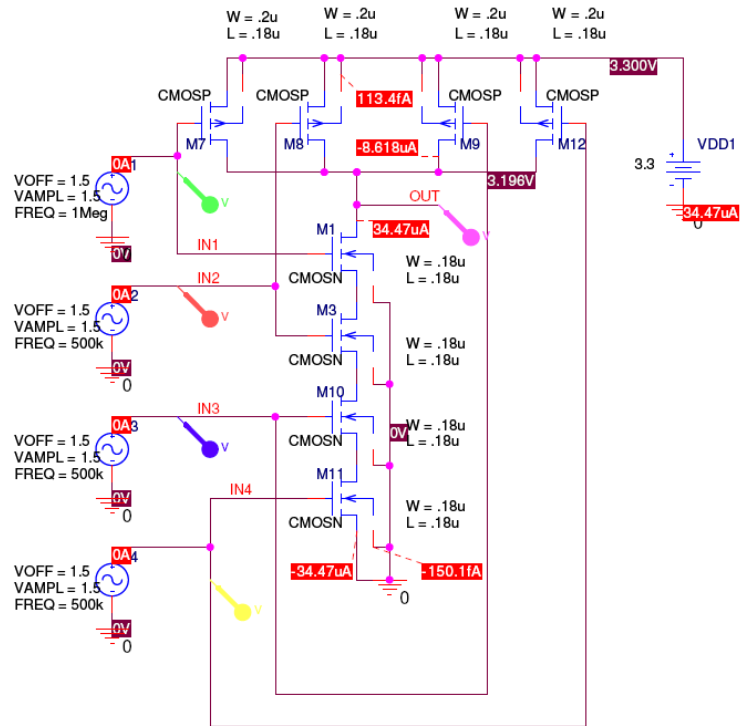 W = .2u
L = .18u
W = .2u
L = .18u
W = .2u
L = .18u
W = .2u
L = .18u
3.300V
CMOSP
CMOSP
CMOSP
CMOSP
113.4fA
M7
M8
M9
M12
-8.618uA
VDD1
3.3
34.47uA
0
3.196V
0A
1
VOFF = 1.5
VAMPL = 1.5
FREQ = 1Meg
V
0V
OUT
34.47uA
V
M1
IN1
CMOSN
W = .18u
L = .18u
IN2
0A
2
VOFF = 1.5
VAMPL = 1.5
FREQ = 500k
V
0V
0
M3
CMOSN
W = .18u
L = .18u
M10
IN3
0A
3
VOFF = 1.5
VAMPL = 1.5
FREQ = 500k
V
0V
0
CMOSN
0V
W = .18u
L = .18u
M11
IN4
CMOSN
W = .18u
L = .18u
0A
4
VOFF = 1.5
VAMPL = 1.5
FREQ = 500k
-34.47uA
-150.1fA
0
V
0V
0